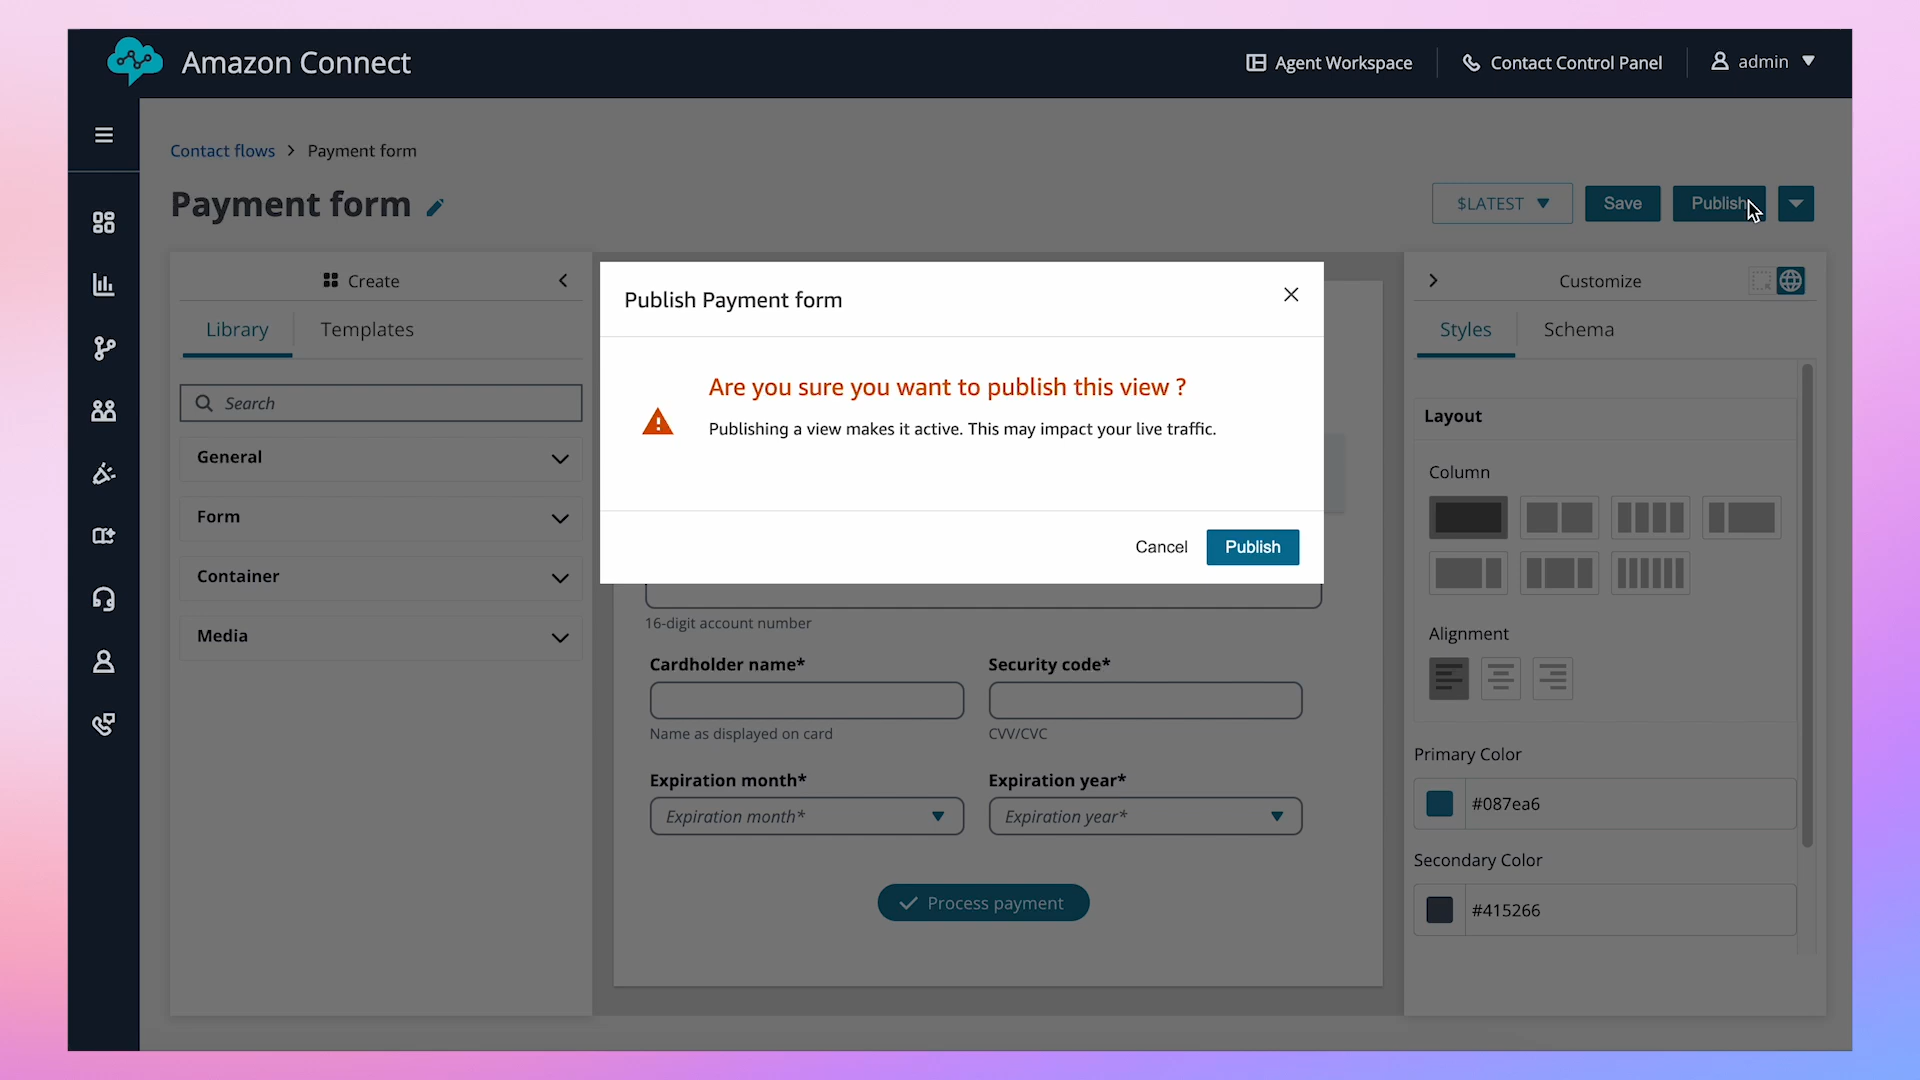 Amazon Connect
Agent Workspace
Contact Control Panel
admin
Contact flows > Payment form
Payment form
$LATEST
Save
Publish
Create
Library
Templates
Search
General
Form
Container
Media
Publish Payment form
Are you sure you want to publish this view ?
Publishing a view makes it active. This may impact your live traffic.
Cancel
Publish
16-digit account number
Cardholder name*
Security code*
Name as displayed on card
CVV/CVC
Expiration month*
Expiration year*
Expiration month*
Expiration year*
Process payment
Customize
Styles
Schema
Layout
Column
Alignment
Primary Color
#087ea6
Secondary Color
#415266